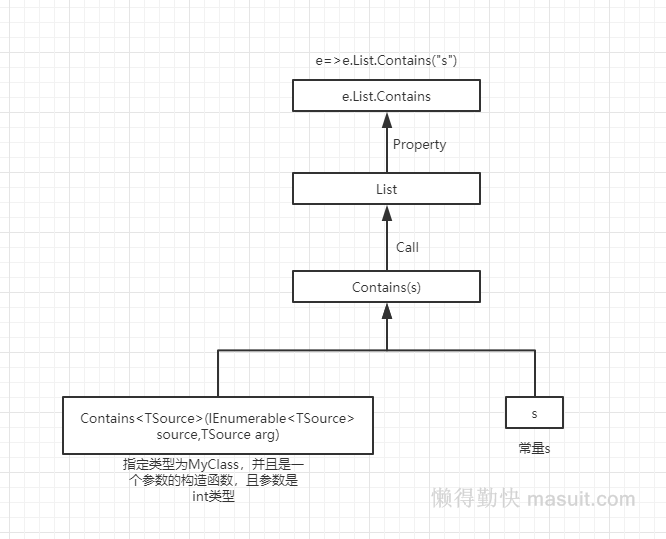 e=>e.List.Contains("s")
e.List.Contains
Property
List
Call
Contains(s)
Contains<TSource>(IEnumerable<TSource>
source,TSource arg)
s
指定类型为MyClass，并且是一
个参数的构造函数，且参数是
int类型
常量s
懒得勤快 masuit.com